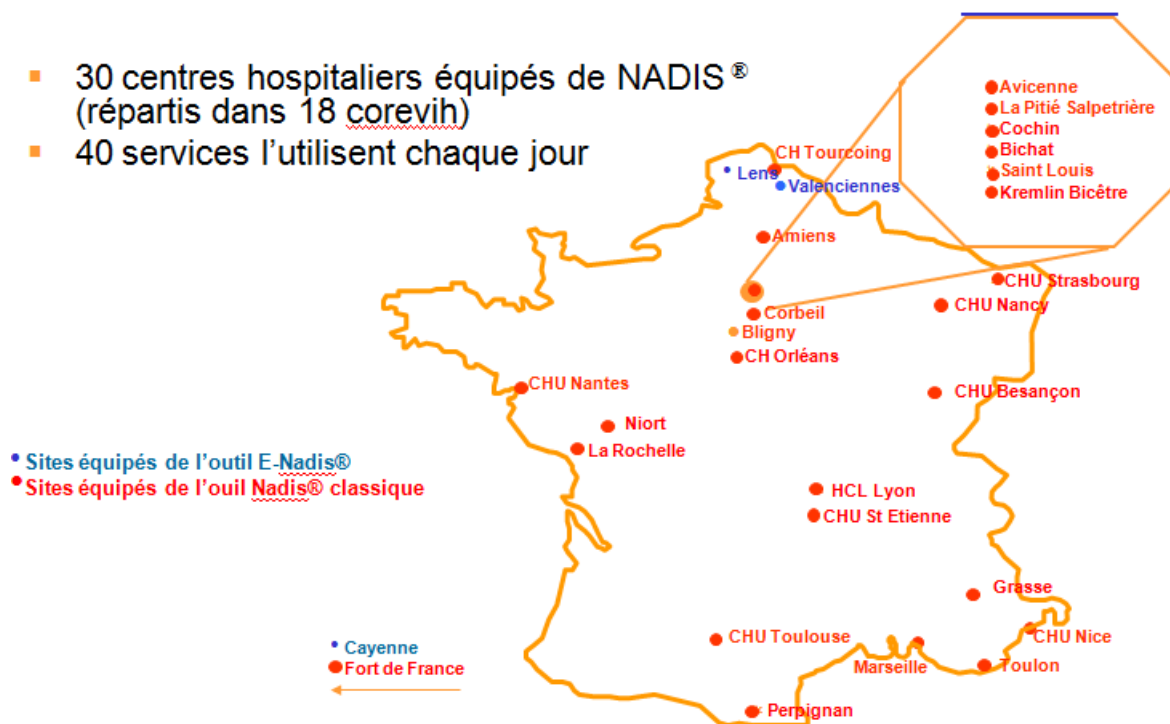 30 centres hospitaliers équipés de NADIS ®
(répartis dans 18 corevih)
40 services l'utilisent chaque jour
Avicenne
La Pitié Salpetrière
Cochin
Bichat
Saint Louis
Kremlin Bicêtre
CH Tourcoing
Lens
Valenciennes
Amiens
CHU Strasbourg
CHU Nancy
Corbeil
Bligny
CH Orléans
CHU Nantes
CHU Besançon
Niort
La Rochelle
Sites équipés de l'outil E-Nadis®
Sites équipés de l'ouil Nadis® classique
HCL Lyon
CHU St Etienne
Grasse
CHU Toulouse
CHU Nice
Cayenne
Fort de France
Marseille
Toulon
Perpignan